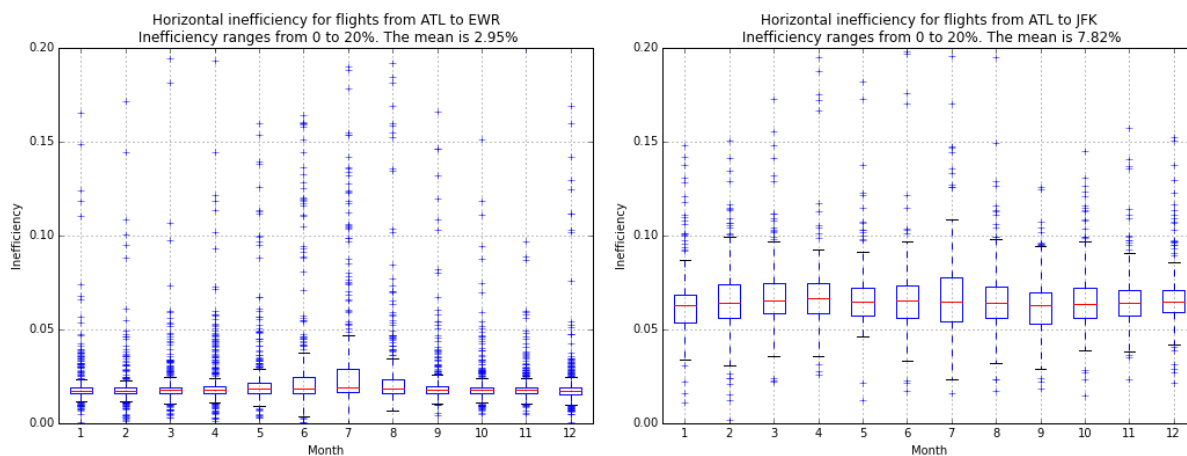 Horizontal inefficiency for flights from ATL to EWR
Inefficiency ranges from 0 to 20%. The mean is 2.95%
0.20
0.15
0.10
0.05
0.00
Inefficiency
1 2 3 4 5 6 7 8 9 10 11 12
Month
Horizontal inefficiency for flights from ATL to JFK
Inefficiency ranges from 0 to 20%. The mean is 7.82%
0.20
0.15
0.10
0.05
0.00
Inefficiency
1 2 3 4 5 6 7 8 9 10 11 12
Month